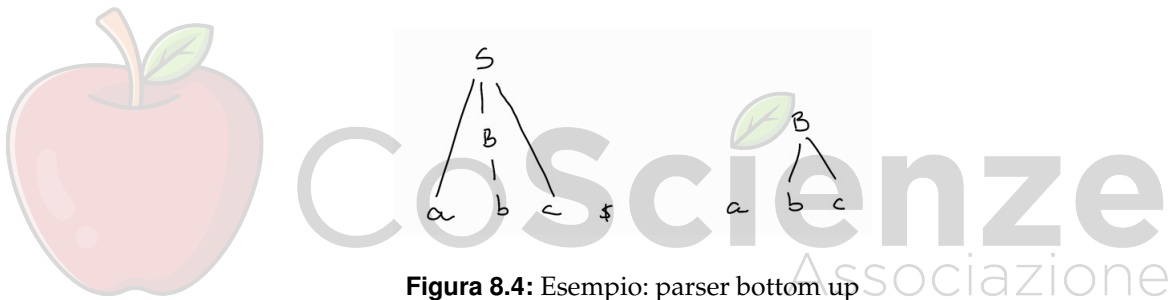 S
B B
a b c $ a b c
CoScienze
Associazione
Figura 8.4: Esempio: parser bottom up